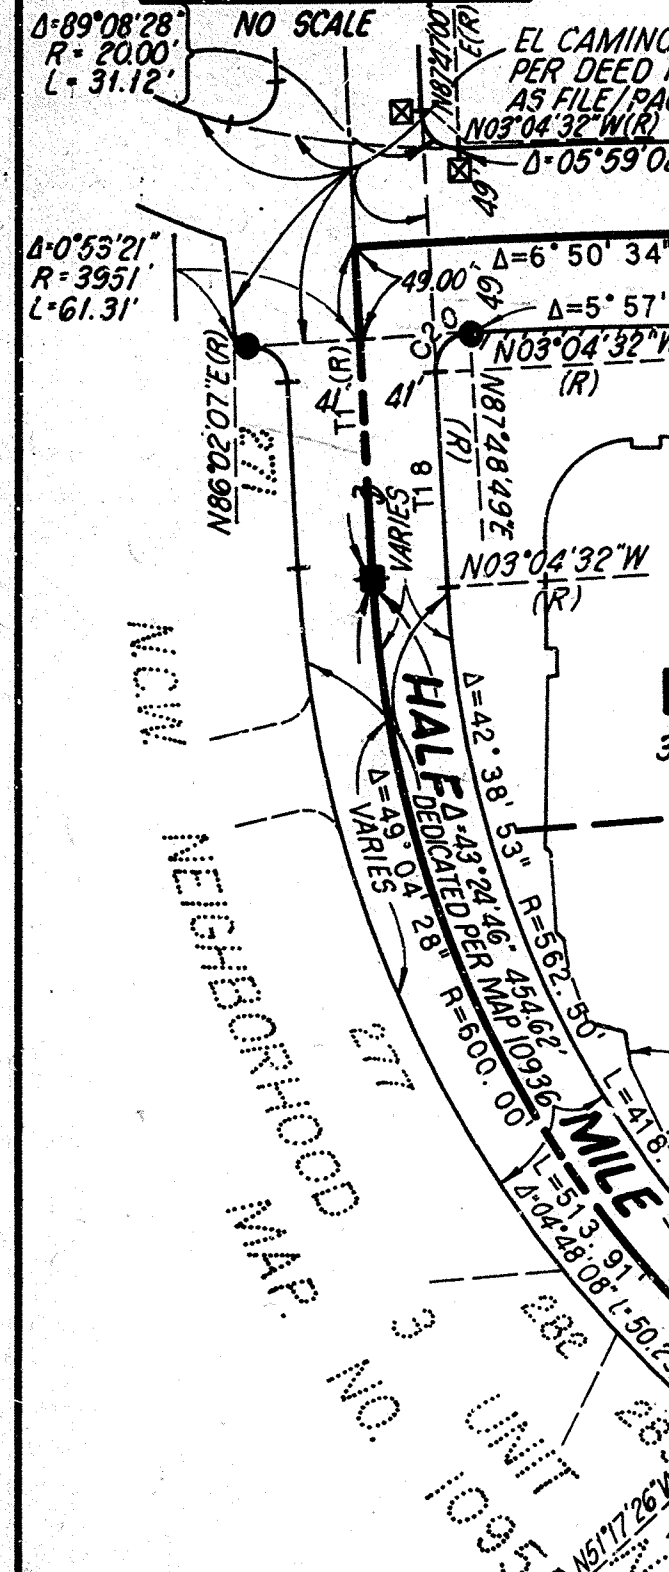 Δ=89°08'28"
R = 20.00'
L = 31.12'
NO SCALE
N87°27'00"
E(R)
EL CAMINO
PER DEED
AS FILE/PA
N03°04'32"W(R)
Δ=05°59'0
49'
Δ=0°53'21"
R = 3951'
L=61.31'
49.00'
49'
Δ=6°50'34"
Δ=5°57'
C20
N03°04'32"W
(R)
N86°02'07"E(R)
271
41'
T1
(R)
41'
T18
N87°48'49"E
(R)
3
VARIES
N03°04'32"W
(R)
N.C.W.
HALF
MILE
Δ=42°38'53" R=562.50' L=418.
Δ=43°24'46" 454.62'
DEDICATED PER MAP 10936
Δ=49°04'28" R=600.00' L=513.91'
VARIES
Δ=04°48'08" L=50.2
NEIGHBORHOOD
277
MAP.
3
282
NO.
UNIT
28
1095
N51°17'26"W